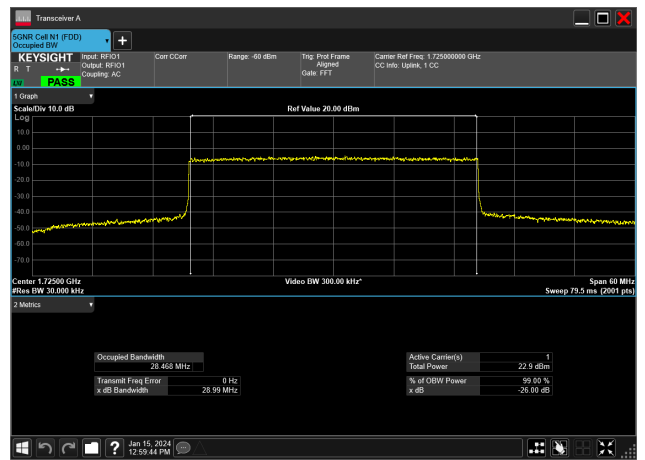 Transceiver A
5GNR Cell N1 (FDD)
Occupied BW
KEYSIGHT
R T
LXI
PASS
Input: RFIO1
Output: RFIO1
Coupling: AC
Corr CCorr
Range: -60 dBm
Trig: Prot Frame
Aligned
Gate: FFT
Carrier Ref Freq: 1.725000000 GHz
CC Info: Uplink, 1 CC
1 Graph
Scale/Div 10.0 dB
Ref Value 20.00 dBm
Log
10.0
0.00
-10.0
-20.0
-30.0
-40.0
-50.0
-60.0
-70.0
Center 1.72500 GHz
Video BW 300.00 kHz*
Span 60 MHz
#Res BW 30.000 kHz
Sweep 79.5 ms (2001 pts)
2 Metrics
Occupied Bandwidth
28.468 MHz
Transmit Freq Error 0 Hz
x dB Bandwidth 28.99 MHz
Active Carrier(s) 1
Total Power 22.9 dBm
% of OBW Power 99.00 %
x dB -26.00 dB
Jan 15, 2024
12:59:44 PM